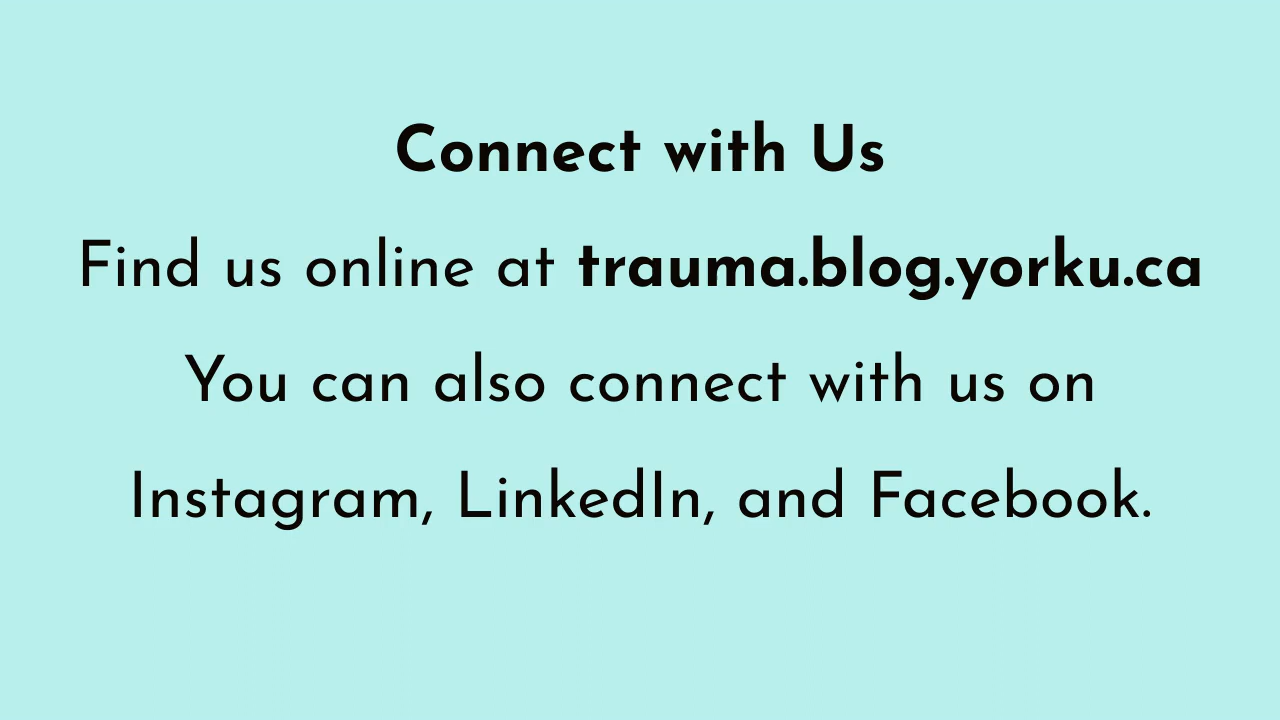 Connect with Us
Find us online at trauma.blog.yorku.ca
You can also connect with us on
Instagram, LinkedIn, and Facebook.